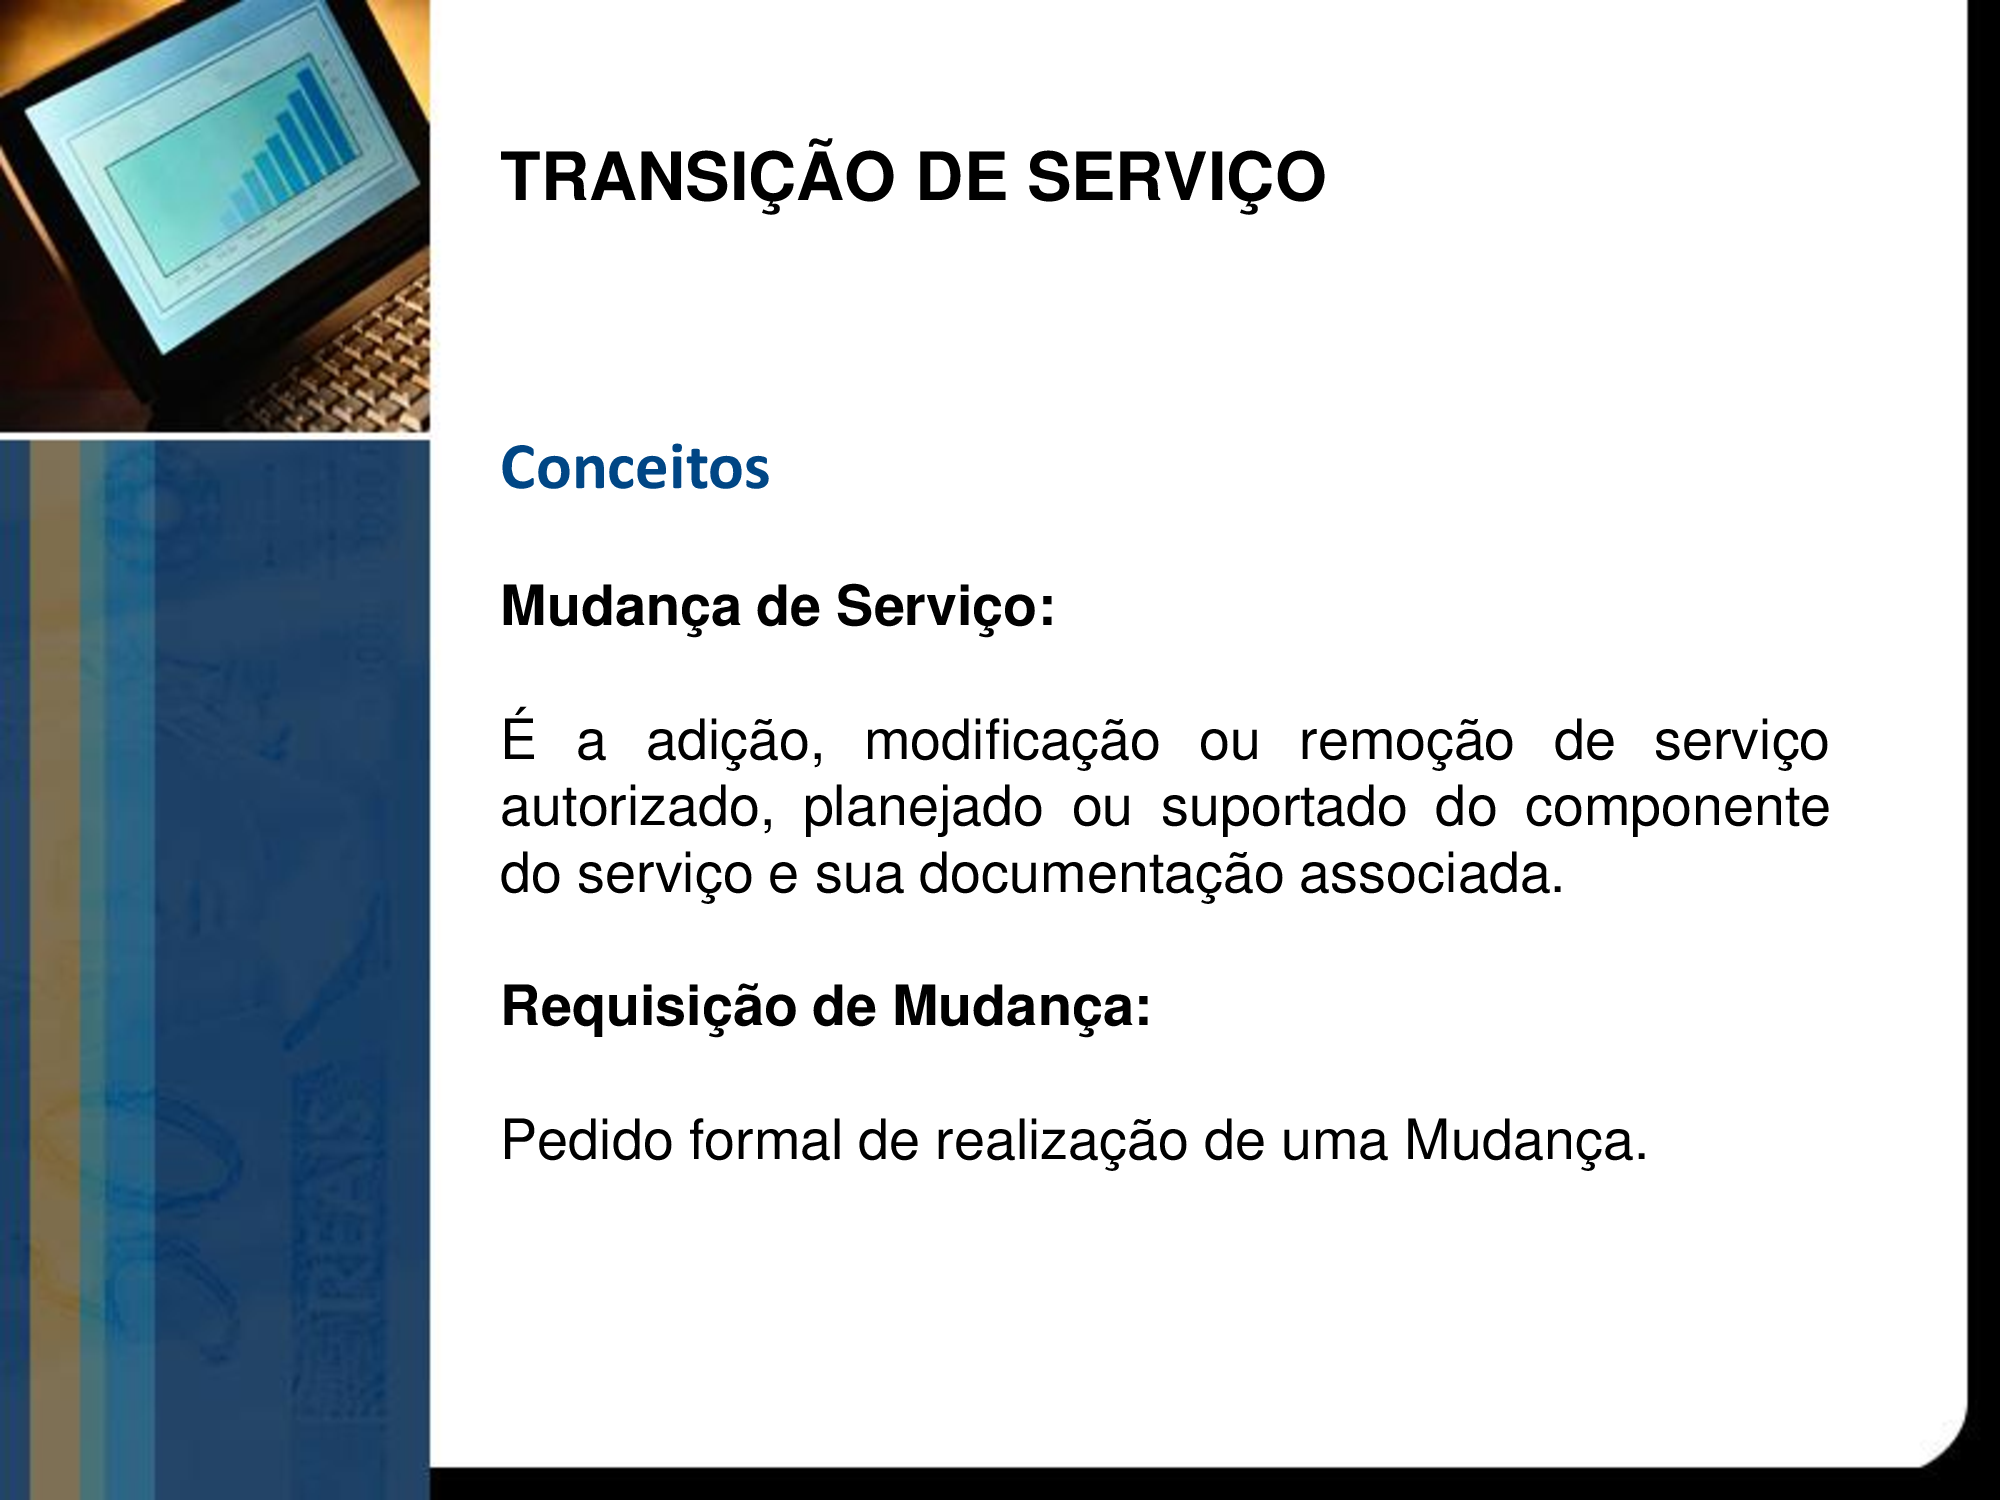 TRANSIÇÃO DE SERVIÇO
Conceitos
Mudança de Serviço:
É a adição, modificação ou remoção de serviço
autorizado, planejado ou suportado do componente
do serviço e sua documentação associada.
Requisição de Mudança:
Pedido formal de realização de uma Mudança.
REAIS